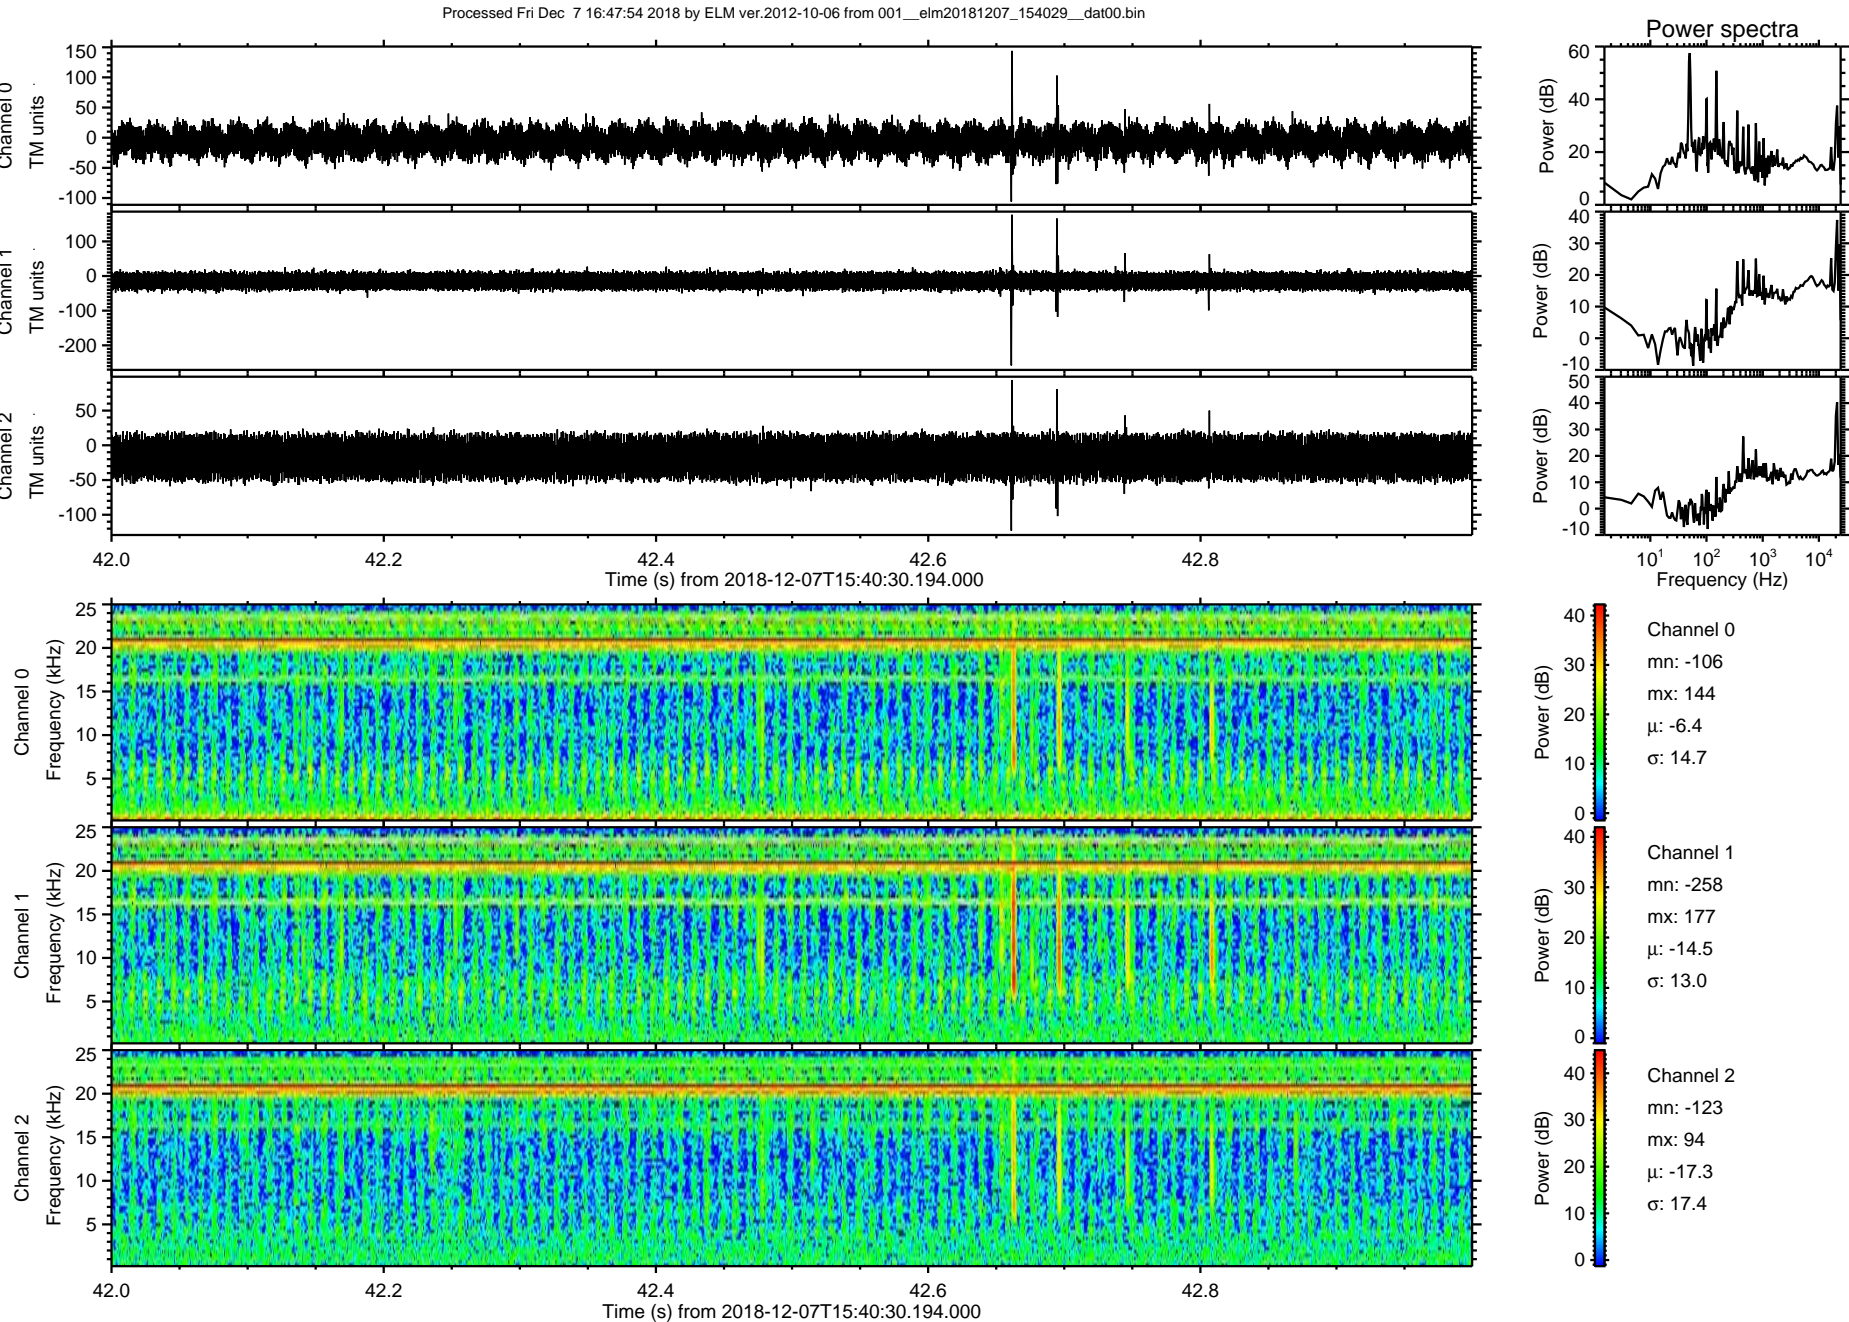 Processed Fri Dec  7 16:47:54 2018 by ELM ver.2012-10-06 from 001__elm20181207_154029__dat00.bin
Power spectra
Channel 0
TM units
150
100
50
0
-50
-100
Power (dB)
60
40
20
0
Channel 1
TM units
100
0
-100
-200
Power (dB)
40
30
20
10
0
-10
Channel 2
TM units
50
0
-50
-100
Power (dB)
50
40
30
20
10
0
-10
42.0 42.2 42.4 42.6 42.8
Time (s) from 2018-12-07T15:40:30.194.000
10¹ 10² 10³ 10⁴
Frequency (Hz)
Channel 0
Frequency (kHz)
25
20
15
10
5
Power (dB)
40
30
20
10
0
Channel 0
mn: -106
mx: 144
μ: -6.4
σ: 14.7
Channel 1
Frequency (kHz)
25
20
15
10
5
Power (dB)
40
30
20
10
0
Channel 1
mn: -258
mx: 177
μ: -14.5
σ: 13.0
Channel 2
Frequency (kHz)
25
20
15
10
5
Power (dB)
40
30
20
10
0
Channel 2
mn: -123
mx: 94
μ: -17.3
σ: 17.4
42.0 42.2 42.4 42.6 42.8
Time (s) from 2018-12-07T15:40:30.194.000